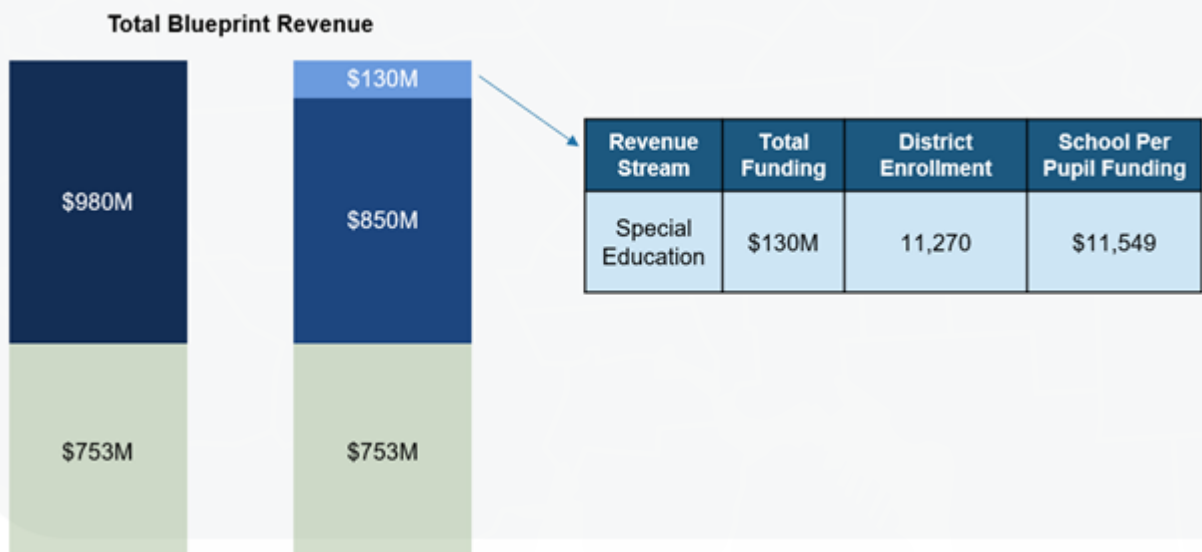 Total Blueprint Revenue
$130M
$980M
$850M
$753M
$753M
Revenue Stream
Total Funding
District Enrollment
School Per Pupil Funding
Special Education
$130M
11,270
$11,549